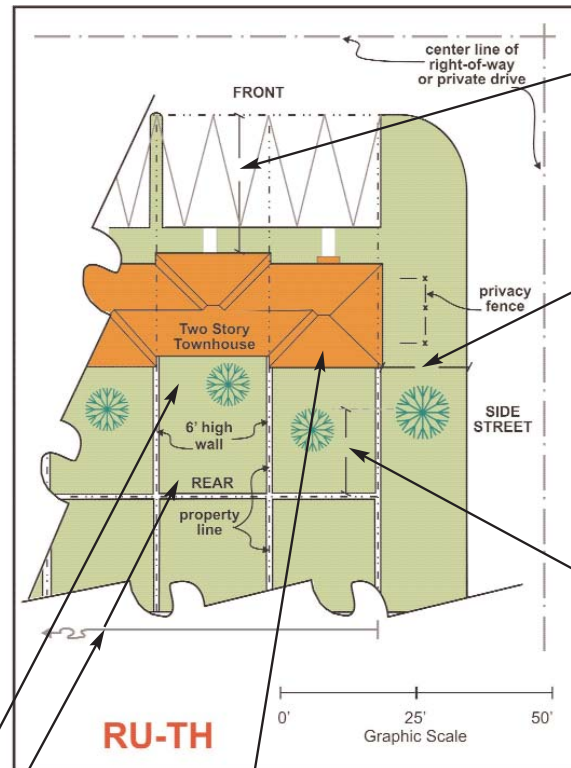 center line of
right-of-way
or private drive
FRONT
privacy
fence
Two Story
Townhouse
SIDE
STREET
6' high
wall
REAR
property
line
0' 25' 50'
Graphic Scale
RU-TH